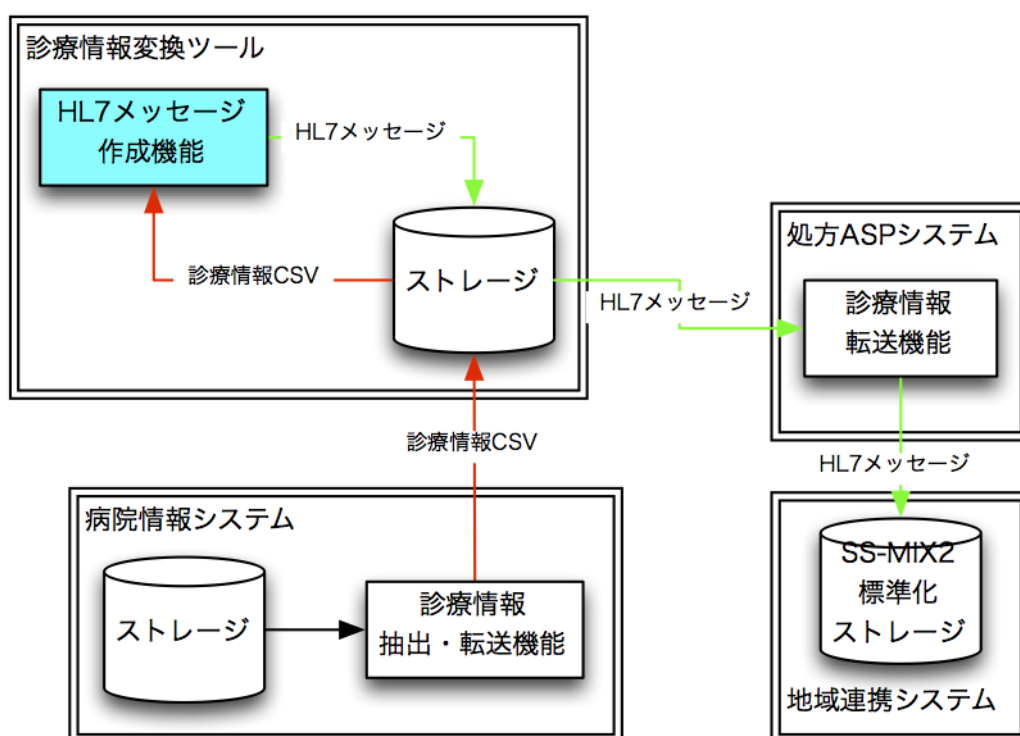 診療情報変換ツール
HL7メッセージ
作成機能
HL7メッセージ
診療情報CSV
ストレージ
HL7メッセージ
処方ASPシステム
診療情報
転送機能
診療情報CSV
HL7メッセージ
病院情報システム
ストレージ
診療情報
抽出・転送機能
SS-MIX2
標準化
ストレージ
地域連携システム